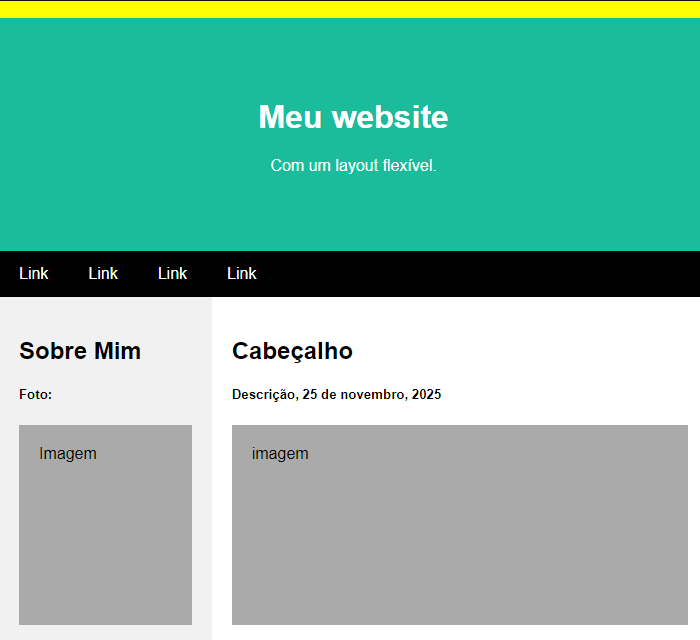 Meu website
Com um layout flexível.
Link Link Link Link
Sobre Mim
Foto:
Imagem
Cabeçalho
Descrição, 25 de novembro, 2025
imagem